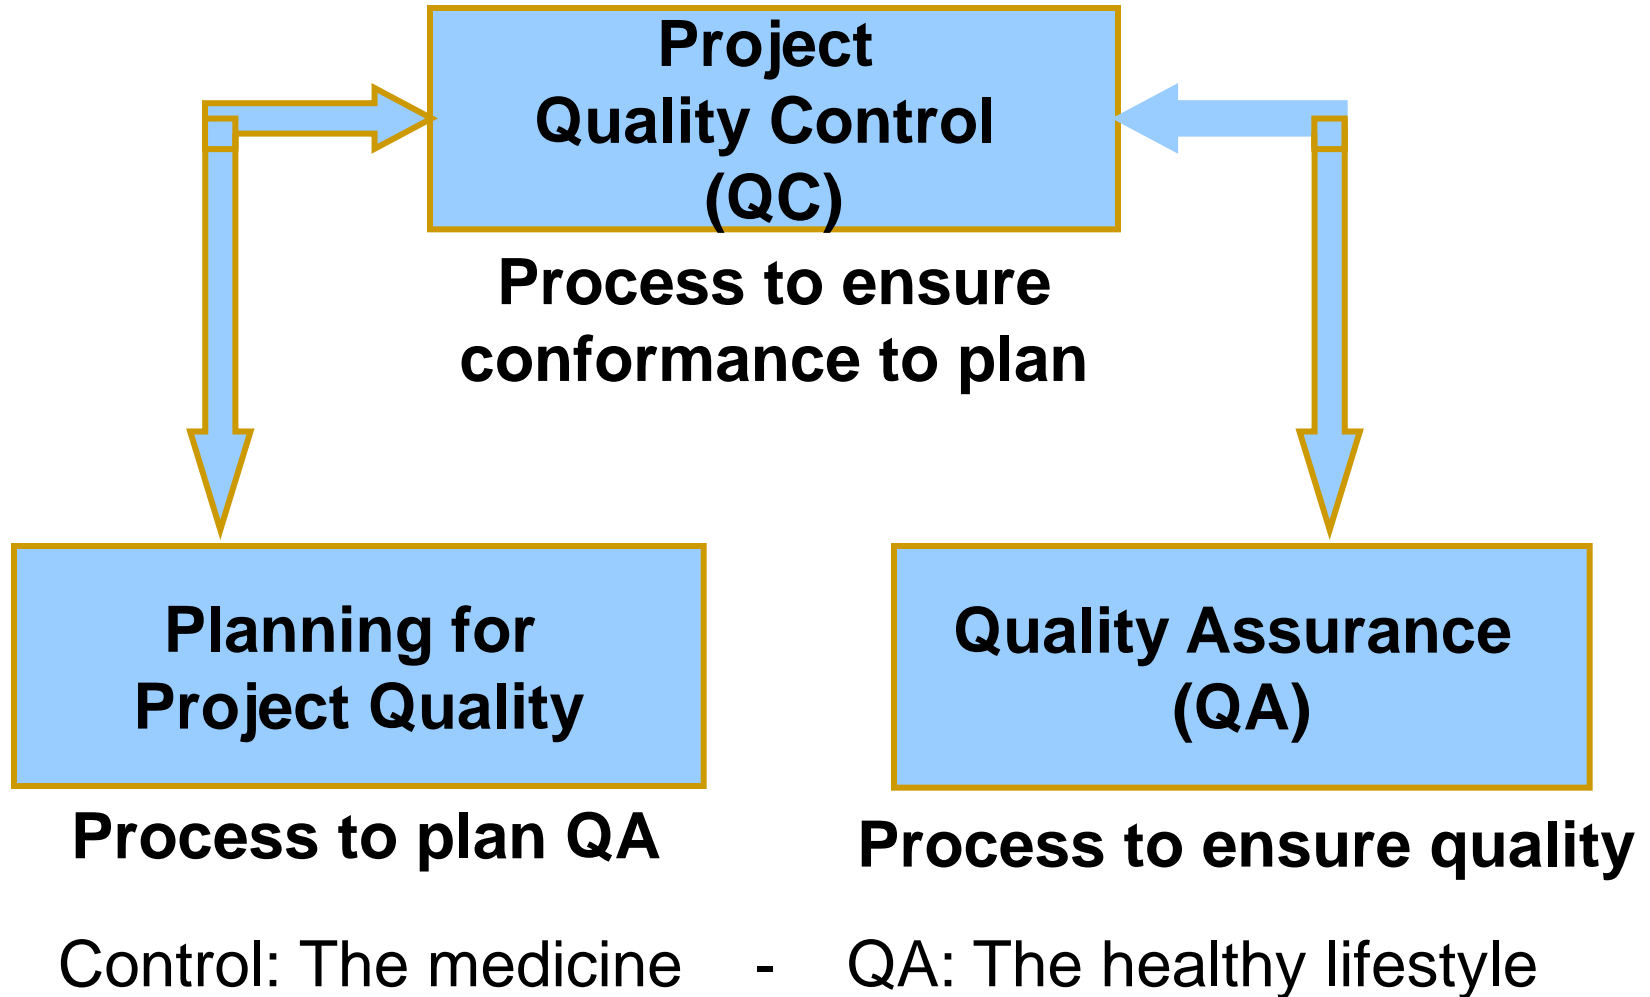 Project
Quality Control
(QC)
Process to ensure
conformance to plan
Planning for
Project Quality
Quality Assurance
(QA)
Process to plan QA
Process to ensure quality
Control: The medicine - QA: The healthy lifestyle